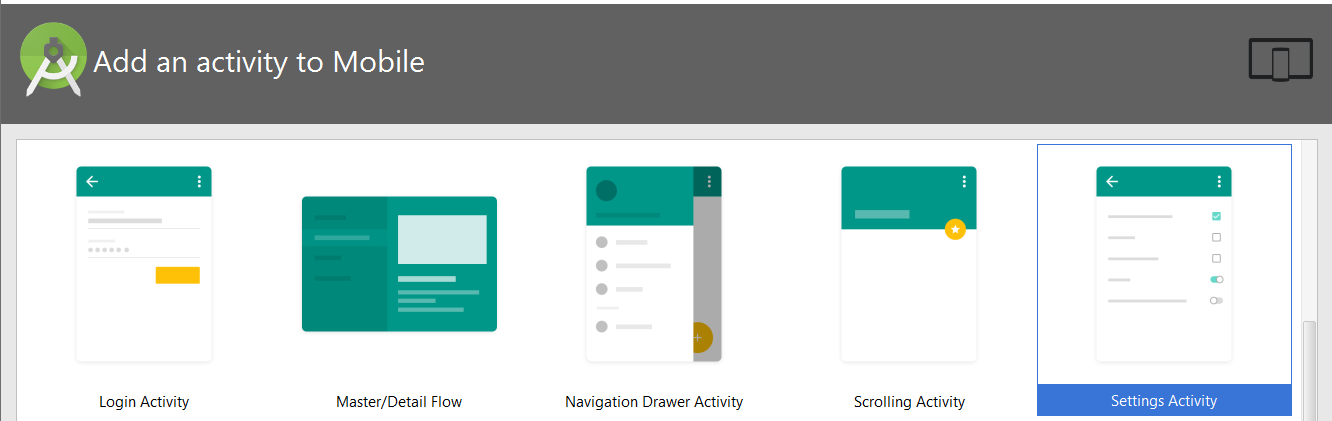 Add an activity to Mobile
Login Activity
Master/Detail Flow
Navigation Drawer Activity
Scrolling Activity
Settings Activity